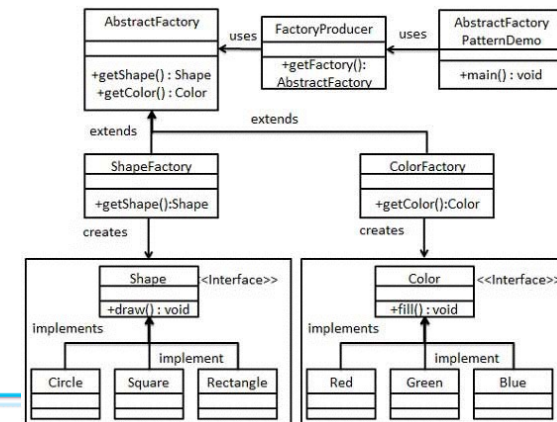 AbstractFactory
+getShape() : Shape
+getColor() : Color
uses
FactoryProducer
+getFactory():
AbstractFactory
uses
AbstractFactory
PatternDemo
+main() : void
extends
extends
ShapeFactory
+getShape():Shape
ColorFactory
+getColor():Color
creates
creates
Shape
<<Interface>>
+draw() : void
implements
implement
Circle
Square
Rectangle
Color
<<Interface>>
+fill() : void
implements
implement
Red
Green
Blue